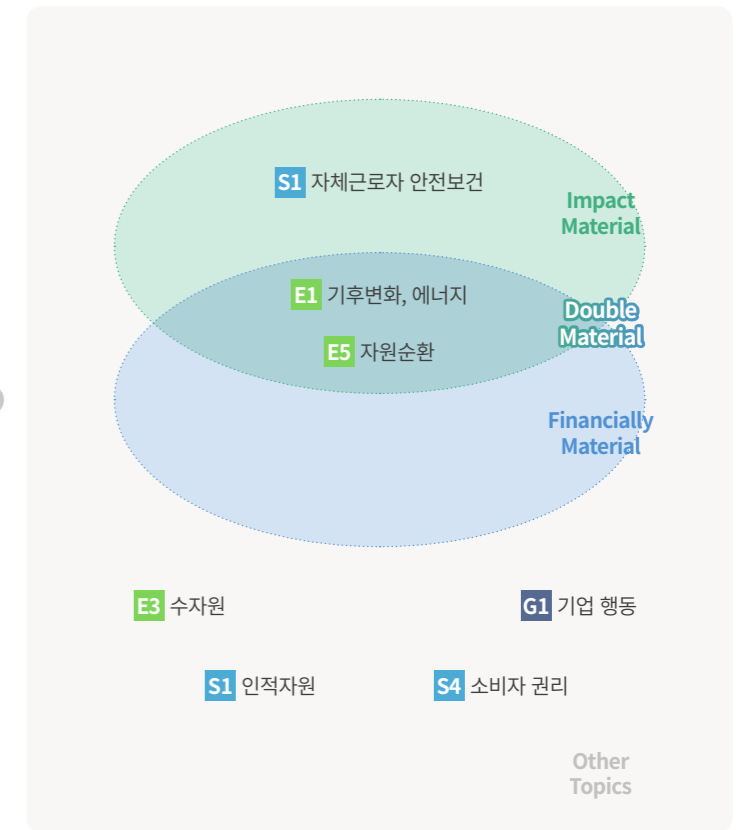 S1 자체근로자 안전보건
Impact
Material
E1 기후변화, 에너지
Double
Material
E5 자원순환
Financially
Material
E3 수자원
G1 기업 행동
S1 인적자원
S4 소비자 권리
Other
Topics